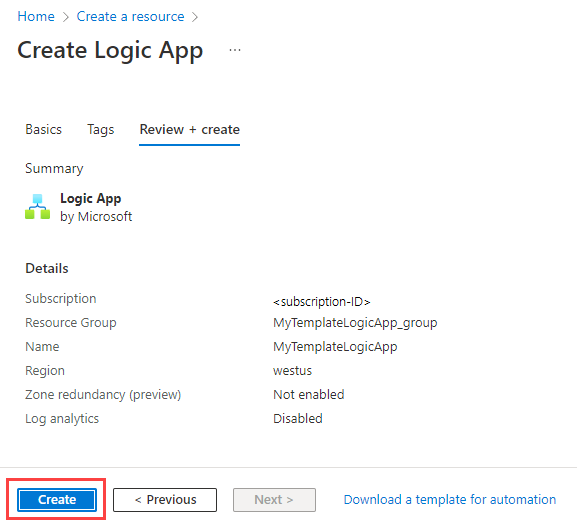 Home > Create a resource >
Create Logic App ...
Basics Tags Review + create
Summary
Logic App
by Microsoft
Details
Subscription <subscription-ID>
Resource Group MyTemplateLogicApp_group
Name MyTemplateLogicApp
Region westus
Zone redundancy (preview) Not enabled
Log analytics Disabled
Create < Previous Next > Download a template for automation